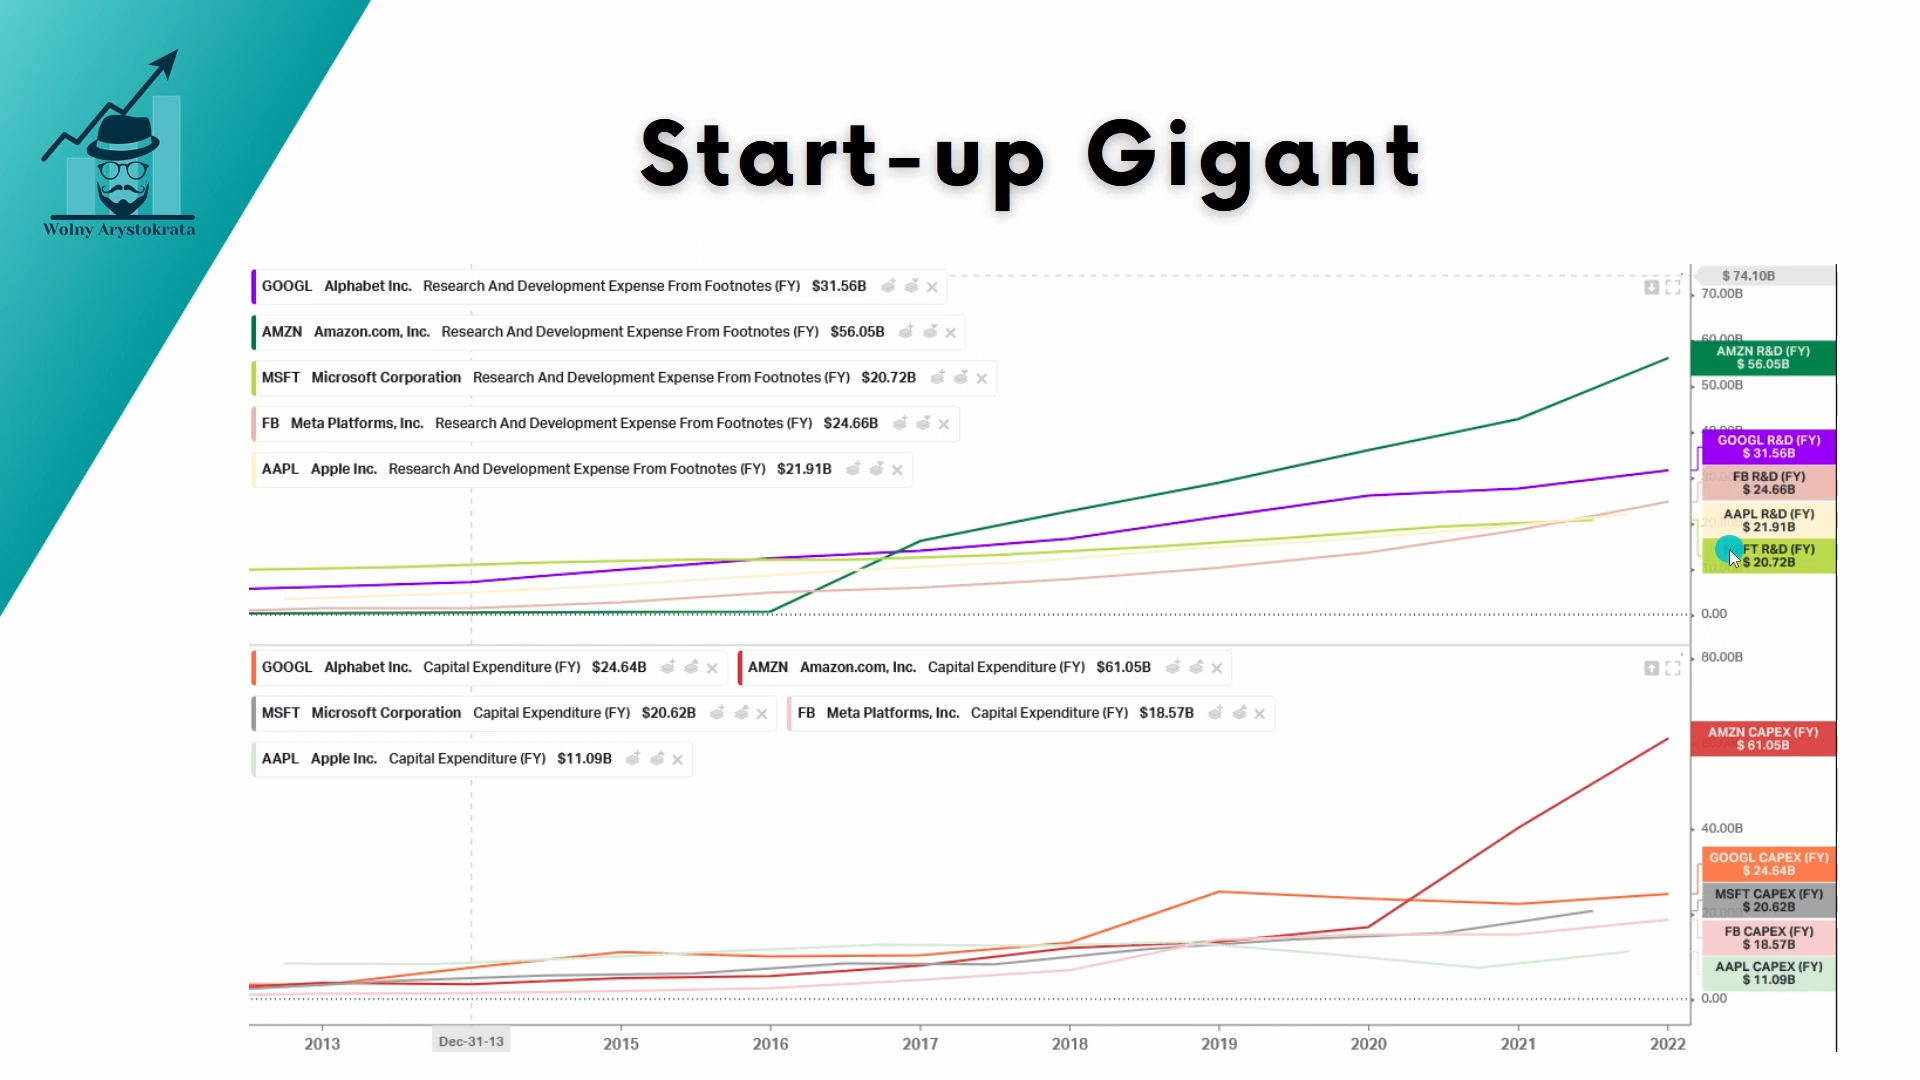 Wolny Arystokrata
Start-up Gigant
GOOGL Alphabet Inc. Research And Development Expense From Footnotes (FY) $31.56B
AMZN Amazon.com, Inc. Research And Development Expense From Footnotes (FY) $56.05B
MSFT Microsoft Corporation Research And Development Expense From Footnotes (FY) $20.72B
FB Meta Platforms, Inc. Research And Development Expense From Footnotes (FY) $24.66B
AAPL Apple Inc. Research And Development Expense From Footnotes (FY) $21.91B
$ 74.10B
70.00B
60.00B
AMZN R&D (FY)
$ 56.05B
50.00B
40.00B
GOOGL R&D (FY)
$ 31.56B
FB R&D (FY)
$ 24.66B
AAPL R&D (FY)
$ 21.91B
R&D (FY)
$ 20.72B
0.00
GOOGL Alphabet Inc. Capital Expenditure (FY) $24.64B AMZN Amazon.com, Inc. Capital Expenditure (FY) $61.05B
MSFT Microsoft Corporation Capital Expenditure (FY) $20.62B FB Meta Platforms, Inc. Capital Expenditure (FY) $18.57B
AAPL Apple Inc. Capital Expenditure (FY) $11.09B
80.00B
AMZN CAPEX (FY)
$ 61.05B
40.00B
GOOGL CAPEX (FY)
$ 24.64B
MSFT CAPEX (FY)
$ 20.62B
FB CAPEX (FY)
$ 18.57B
AAPL CAPEX (FY)
$ 11.09B
0.00
2013 Dec-31-13 2015 2016 2017 2018 2019 2020 2021 2022